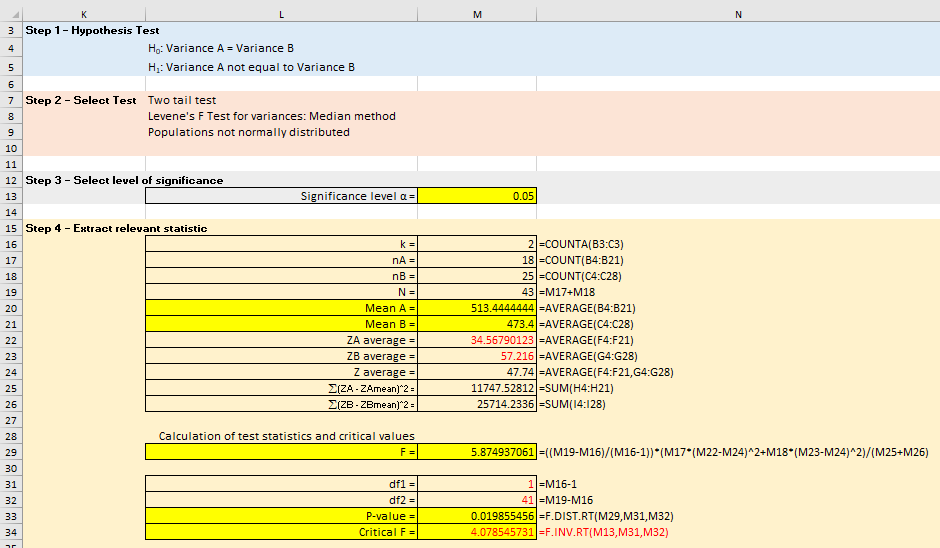 K L M N
3 Step 1 - Hypothesis Test
4 H₀: Variance A = Variance B
5 H₁: Variance A not equal to Variance B
6
7 Step 2 - Select Test Two tail test
8 Levene's F Test for variances: Median method
9 Populations not normally distributed
10
11
12 Step 3 - Select level of significance
13 Significance level α = 0.05
14
15 Step 4 - Extract relevant statistic
16 k = 2 =COUNTA(B3:C3)
17 nA = 18 =COUNT(B4:B21)
18 nB = 25 =COUNT(C4:C28)
19 N = 43 =M17+M18
20 Mean A = 513.4444444 =AVERAGE(B4:B21)
21 Mean B = 473.4 =AVERAGE(C4:C28)
22 ZA average = 34.56790123 =AVERAGE(F4:F21)
23 ZB average = 57.216 =AVERAGE(G4:G28)
24 Z average = 47.74 =AVERAGE(F4:F21,G4:G28)
25 ∑(ZA - ZAmean)^2 = 11747.52812 =SUM(H4:H21)
26 ∑(ZB - ZBmean)^2 = 25714.2336 =SUM(I4:I28)
27
28 Calculation of test statistics and critical values
29 F = 5.874937061 =((M19-M16)/(M16-1))*(M17*(M22-M24)^2+M18*(M23-M24)^2)/(M25+M26)
30
31 df1 = 1 =M16-1
32 df2 = 41 =M19-M16
33 P-value = 0.019855456 =F.DIST.RT(M29,M31,M32)
34 Critical F = 4.078545731 =F.INV.RT(M13,M31,M32)